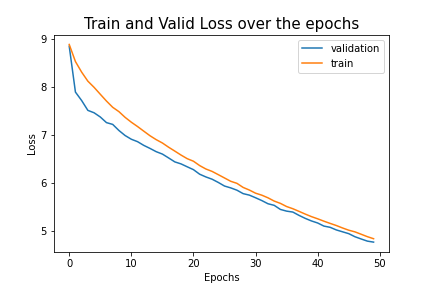 Train and Valid Loss over the epochs
9
8
7
6
5
Loss
validation
train
0
10
20
30
40
50
Epochs